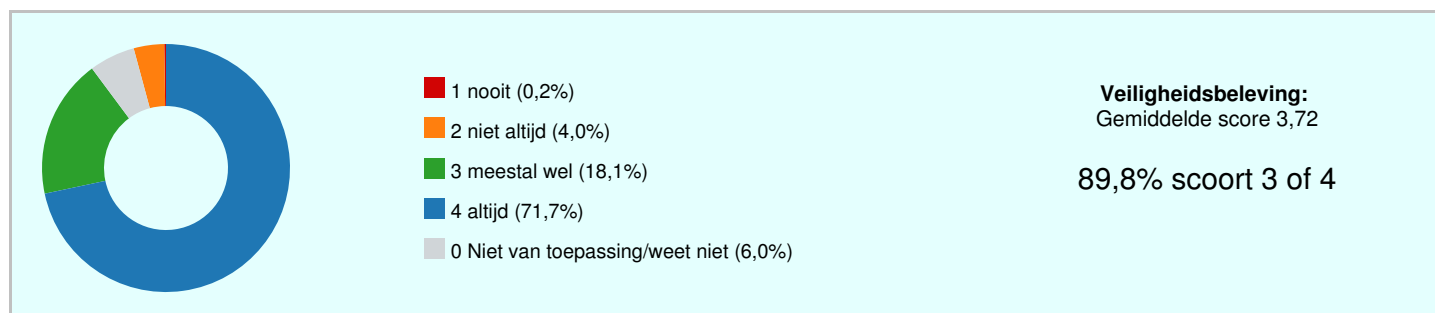 1 nooit (0,2%)
2 niet altijd (4,0%)
3 meestal wel (18,1%)
4 altijd (71,7%)
0 Niet van toepassing/weet niet (6,0%)
Veiligheidsbeleving:
Gemiddelde score 3,72
89,8% scoort 3 of 4